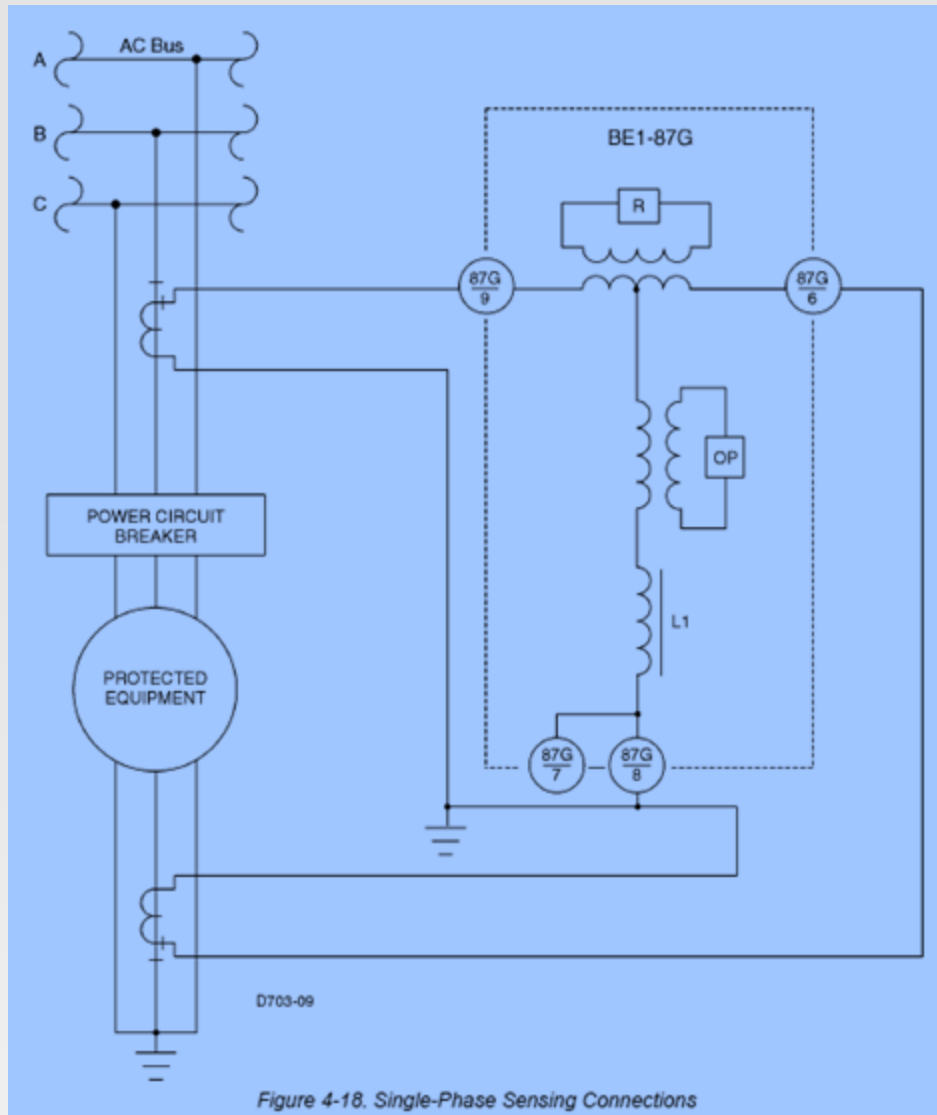 A
AC Bus
B
C
BE1-87G
R
87G
9
87G
6
OP
POWER CIRCUIT
BREAKER
L1
PROTECTED
EQUIPMENT
87G
7
87G
8
D703-09
Figure 4-18. Single-Phase Sensing Connections